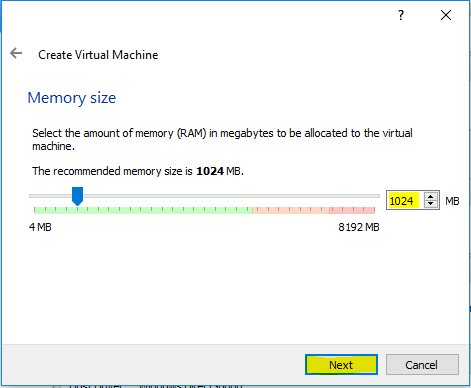 ?
Create Virtual Machine
Memory size
Select the amount of memory (RAM) in megabytes to be allocated to the virtual
machine.
The recommended memory size is 1024 MB.
1024 MB
4 MB 8192 MB
Next Cancel